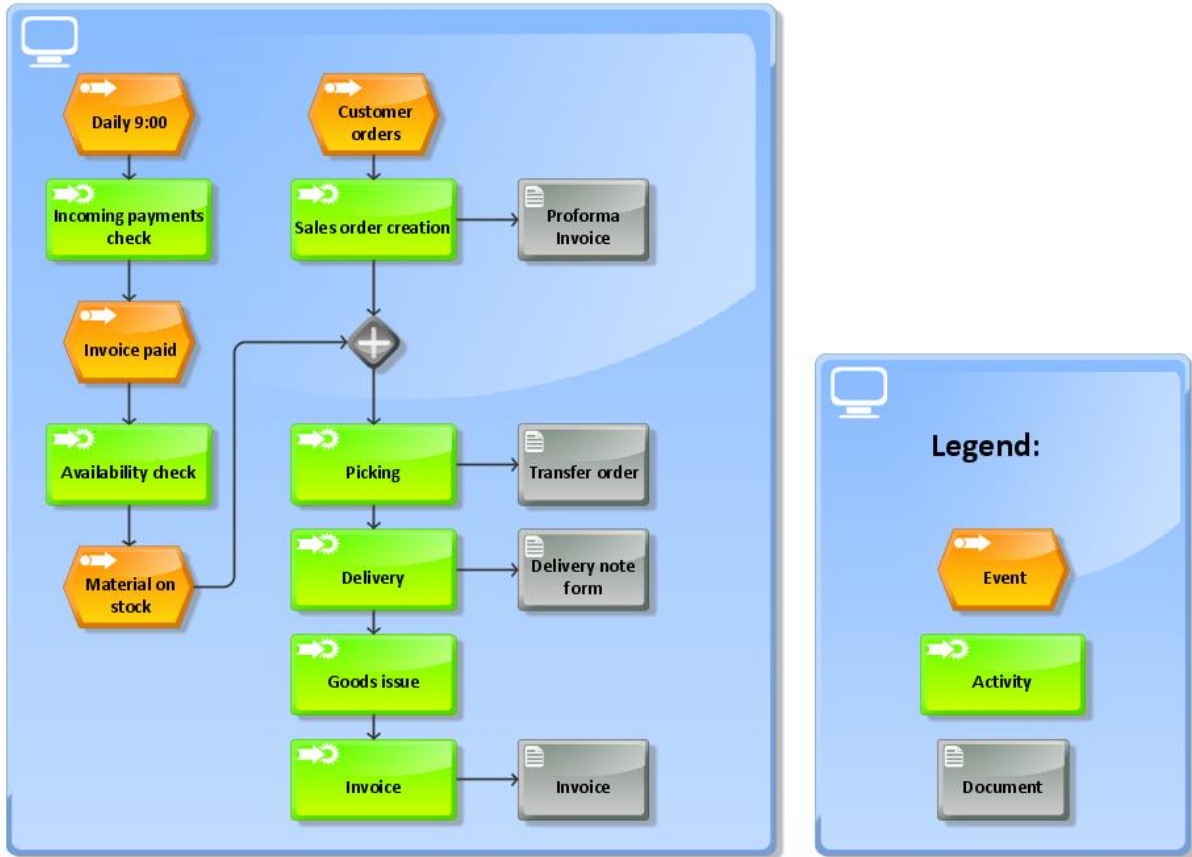 Daily 9:00
Incoming payments
check
Invoice paid
Availability check
Material on
stock
Customer
orders
Sales order creation
Proforma
Invoice
Picking
Transfer order
Delivery
Delivery note
form
Goods issue
Invoice
Invoice
Legend:
Event
Activity
Document